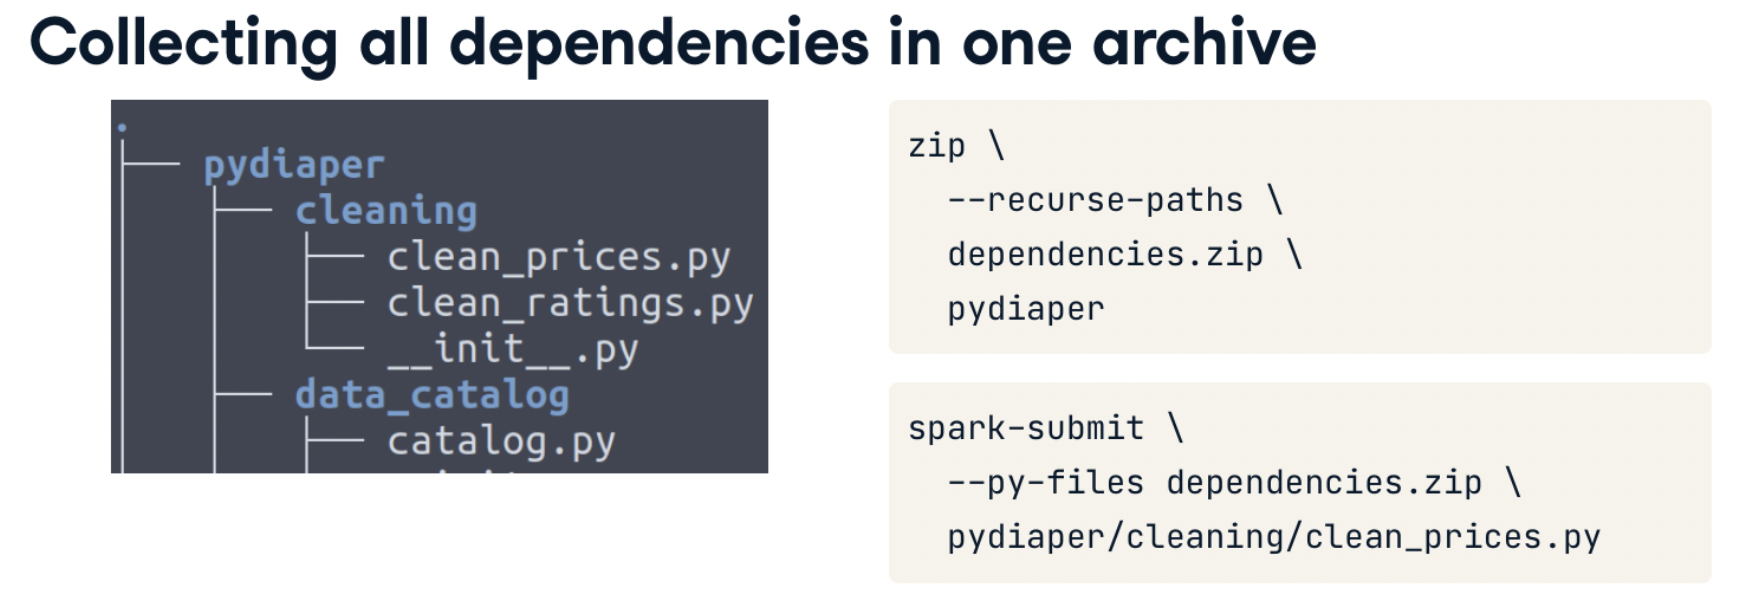 Collecting all dependencies in one archive
.
pydiaper
cleaning
clean_prices.py
clean_ratings.py
__init__.py
data_catalog
catalog.py
zip \
--recurse-paths \
dependencies.zip \
pydiaper
spark-submit \
--py-files dependencies.zip \
pydiaper/cleaning/clean_prices.py